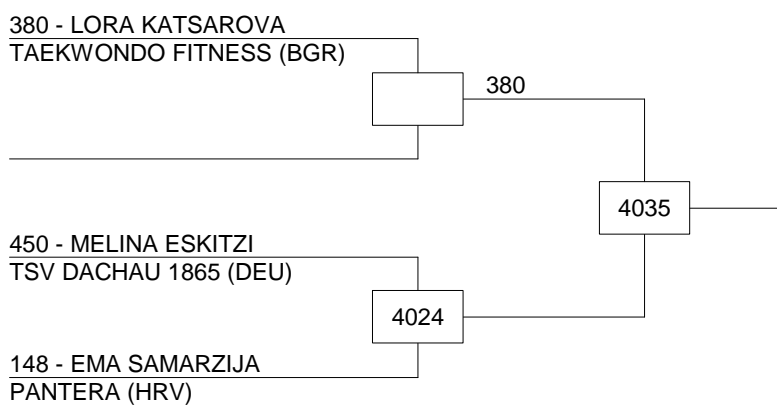 380 - LORA KATSAROVA
TAEKWONDO FITNESS (BGR)
380
4035
450 - MELINA ESKITZI
TSV DACHAU 1865 (DEU)
4024
148 - EMA SAMARZIJA
PANTERA (HRV)